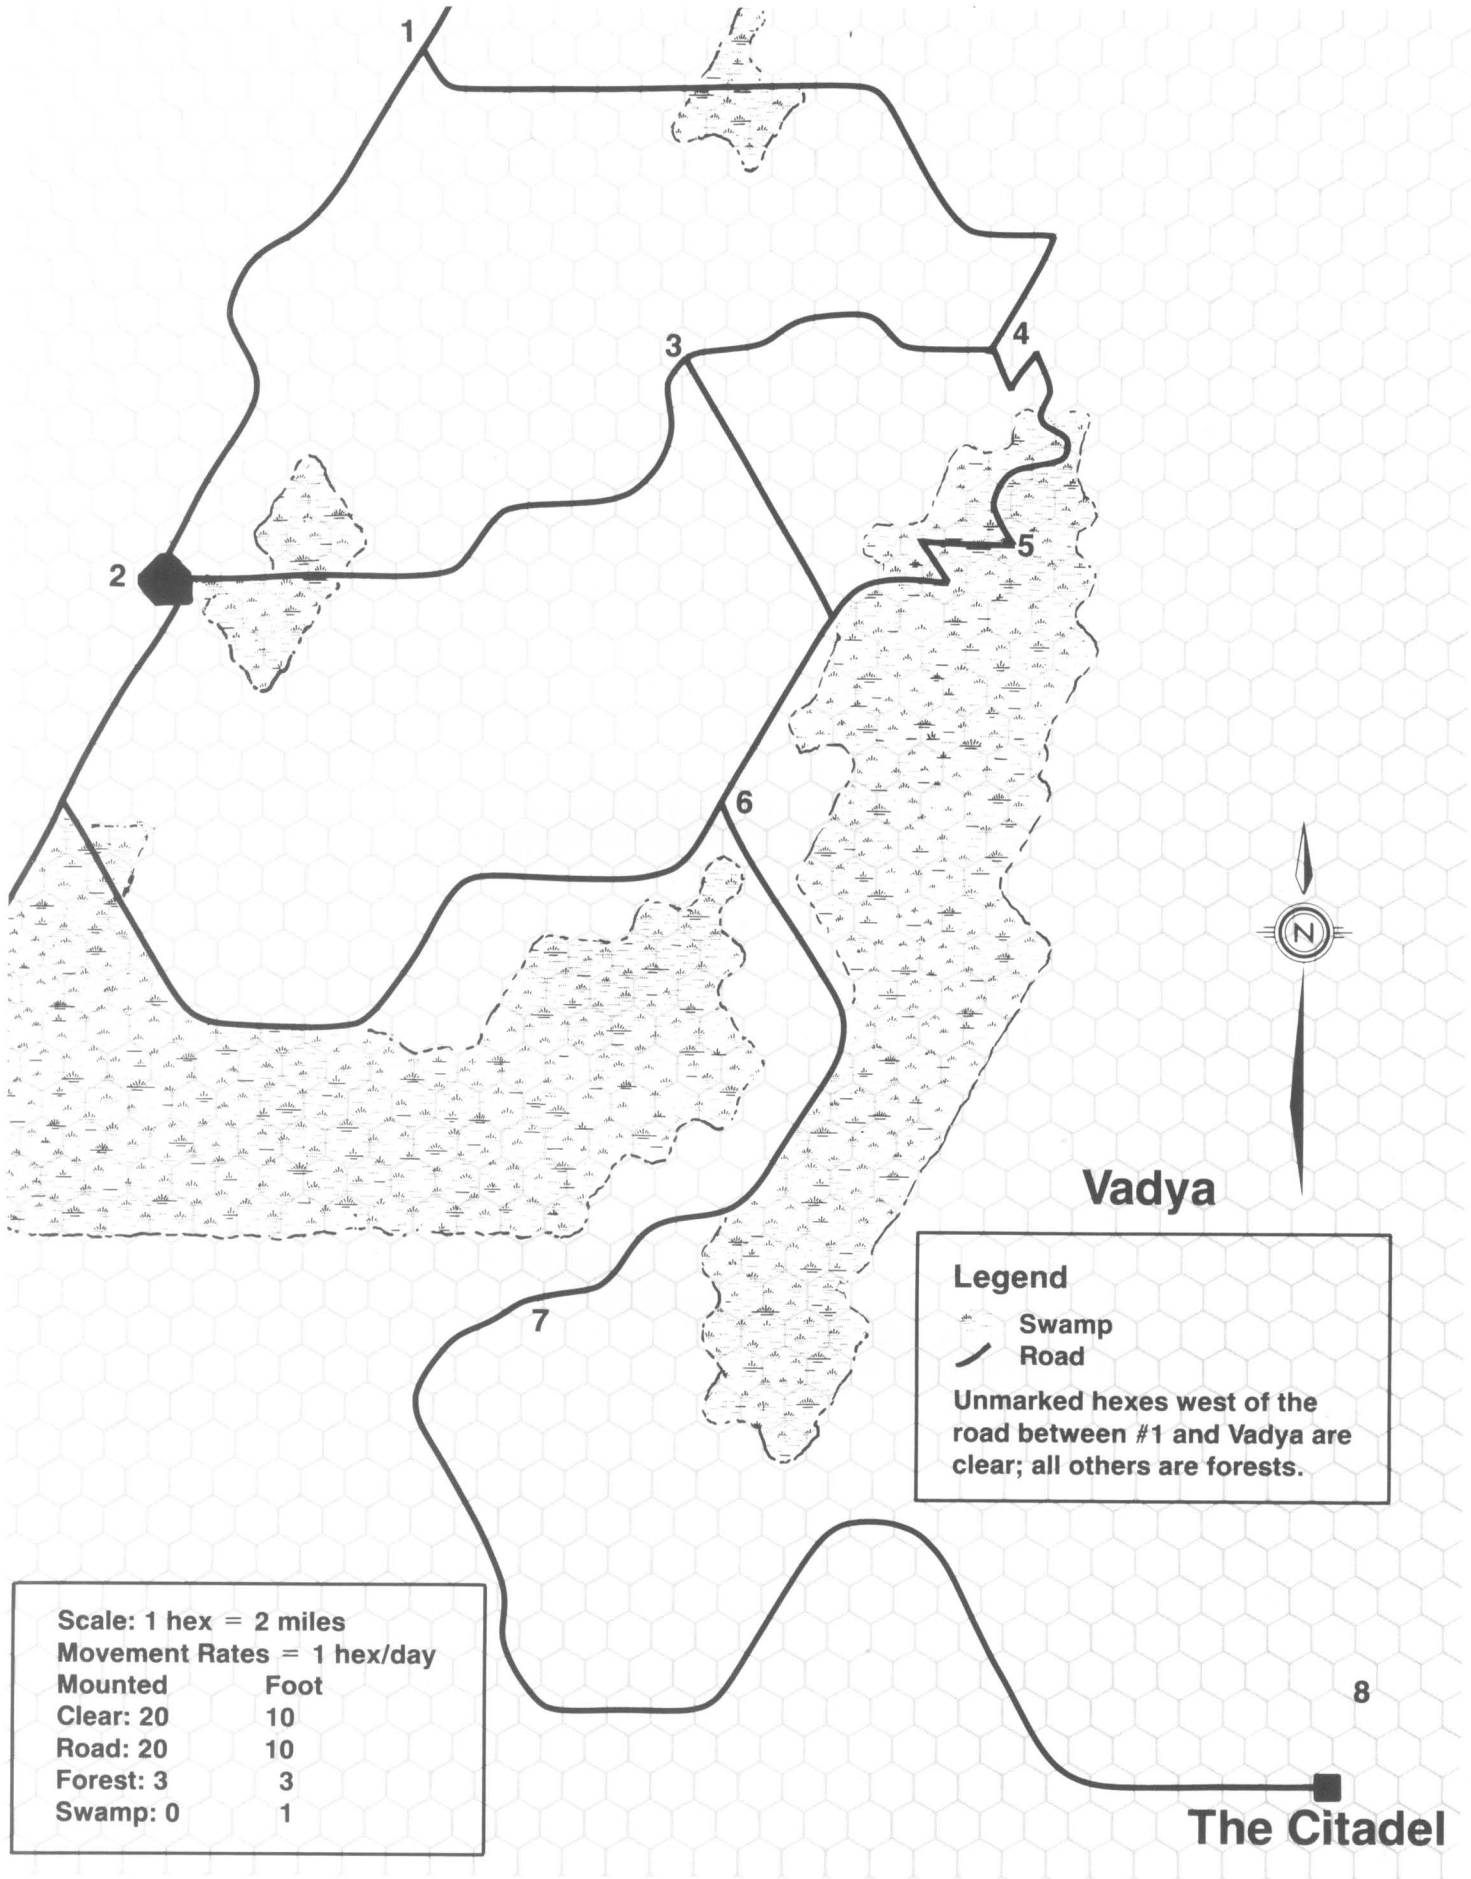 1
2
3
4
5
6
N
Vadya
Legend
Swamp
Road
Unmarked hexes west of the
road between #1 and Vadya are
clear; all others are forests.
7
Scale: 1 hex = 2 miles
Movement Rates = 1 hex/day
Mounted Foot
Clear: 20 10
Road: 20 10
Forest: 3 3
Swamp: 0 1
8
The Citadel